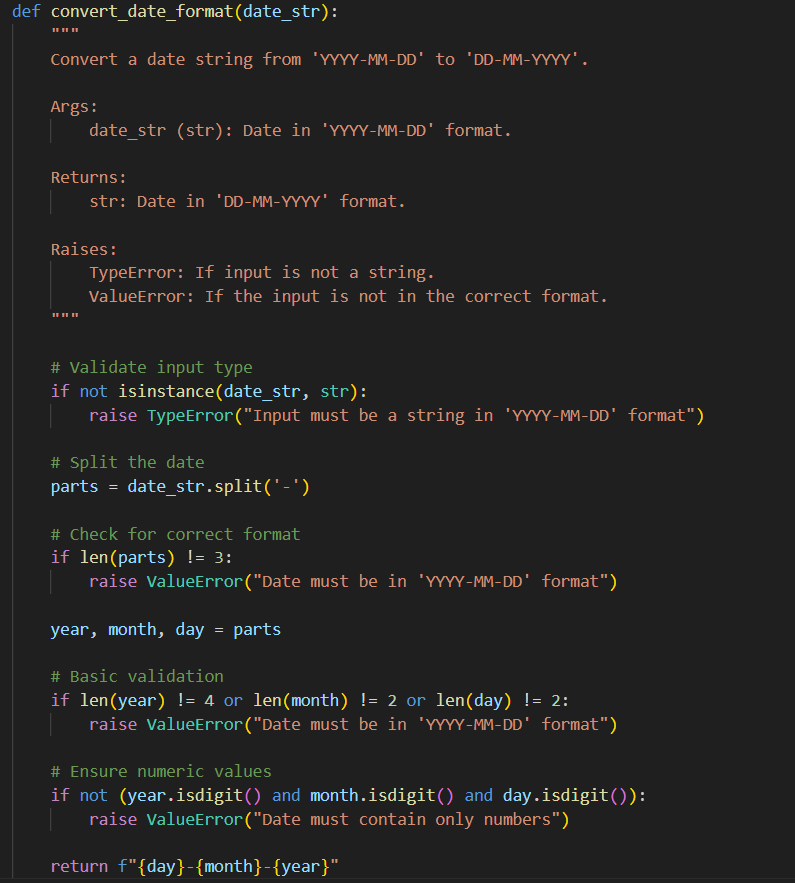 def convert_date_format(date_str):
    """
    Convert a date string from 'YYYY-MM-DD' to 'DD-MM-YYYY'.

    Args:
        date_str (str): Date in 'YYYY-MM-DD' format.

    Returns:
        str: Date in 'DD-MM-YYYY' format.

    Raises:
        TypeError: If input is not a string.
        ValueError: If the input is not in the correct format.
    """

    # Validate input type
    if not isinstance(date_str, str):
        raise TypeError("Input must be a string in 'YYYY-MM-DD' format")

    # Split the date
    parts = date_str.split('-')

    # Check for correct format
    if len(parts) != 3:
        raise ValueError("Date must be in 'YYYY-MM-DD' format")

    year, month, day = parts

    # Basic validation
    if len(year) != 4 or len(month) != 2 or len(day) != 2:
        raise ValueError("Date must be in 'YYYY-MM-DD' format")

    # Ensure numeric values
    if not (year.isdigit() and month.isdigit() and day.isdigit()):
        raise ValueError("Date must contain only numbers")

    return f"{day}-{month}-{year}"